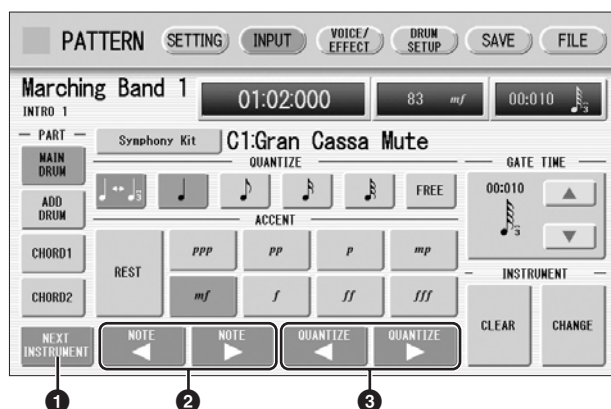 PATTERN SETTING INPUT VOICE/EFFECT DRUM SETUP SAVE FILE
Marching Band 1 01:02:000 83 mf 00:010
INTRO 1
PART
Symphony Kit C1:Gran Cassa Mute
MAIN DRUM
QUANTIZE
GATE TIME
3 FREE
00:010
3
ADD DRUM
ACCENT
CHORD1
REST ppp pp p mp
INSTRUMENT
CHORD2
mf f ff fff
CLEAR CHANGE
NEXT INSTRUMENT NOTE NOTE QUANTIZE QUANTIZE
1 2 3